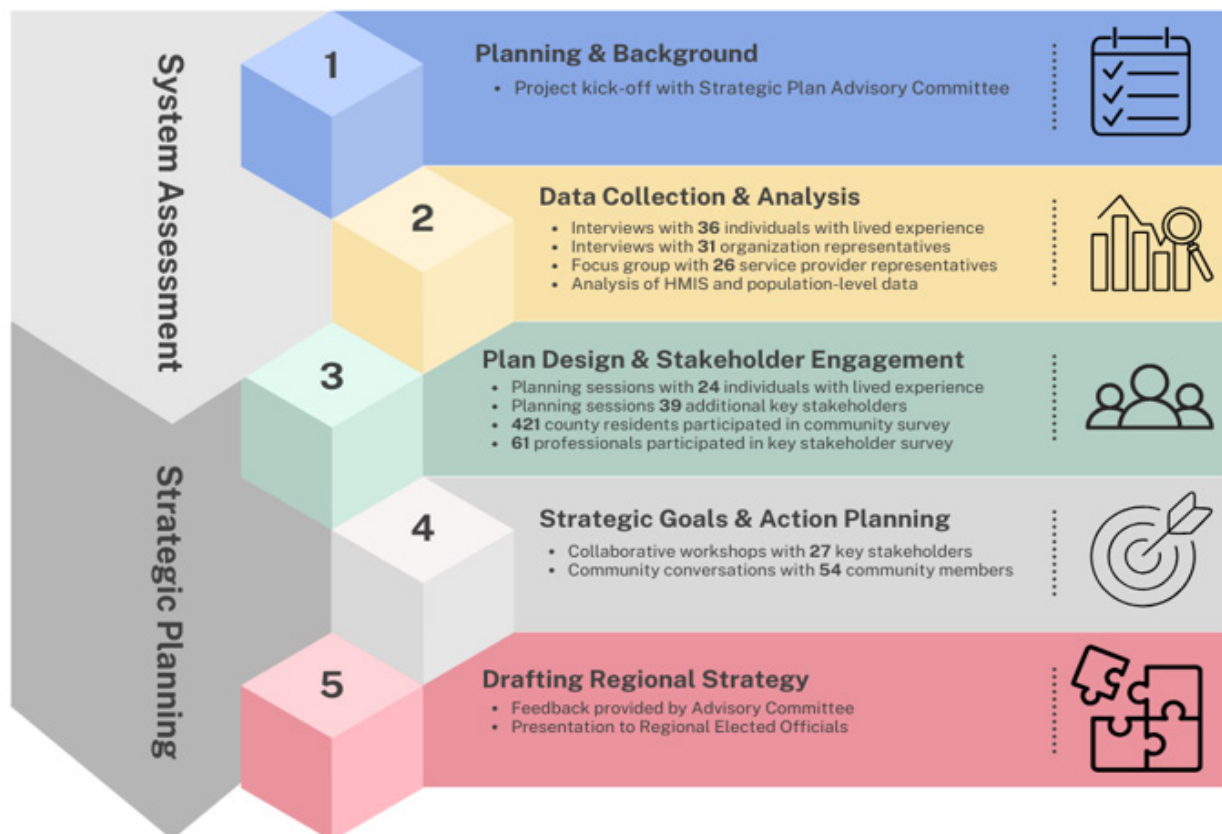 System Assessment
1
Planning & Background
• Project kick-off with Strategic Plan Advisory Committee
2
Data Collection & Analysis
• Interviews with 36 individuals with lived experience
• Interviews with 31 organization representatives
• Focus group with 26 service provider representatives
• Analysis of HMIS and population-level data
3
Plan Design & Stakeholder Engagement
• Planning sessions with 24 individuals with lived experience
• Planning sessions 39 additional key stakeholders
• 421 county residents participated in community survey
• 61 professionals participated in key stakeholder survey
Strategic Planning
4
Strategic Goals & Action Planning
• Collaborative workshops with 27 key stakeholders
• Community conversations with 54 community members
5
Drafting Regional Strategy
• Feedback provided by Advisory Committee
• Presentation to Regional Elected Officials